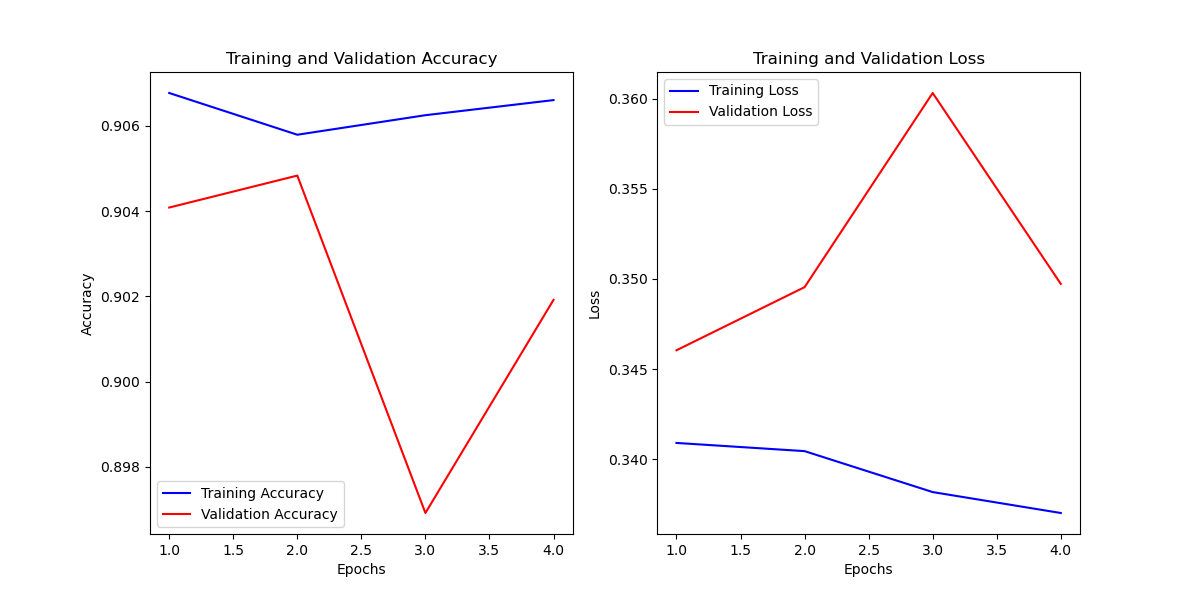 Training and Validation Accuracy
0.906
0.904
0.902
0.900
0.898
Accuracy
Training Accuracy
Validation Accuracy
1.0 1.5 2.0 2.5 3.0 3.5 4.0
Epochs
Training and Validation Loss
Training Loss
Validation Loss
0.360
0.355
0.350
0.345
0.340
Loss
1.0 1.5 2.0 2.5 3.0 3.5 4.0
Epochs